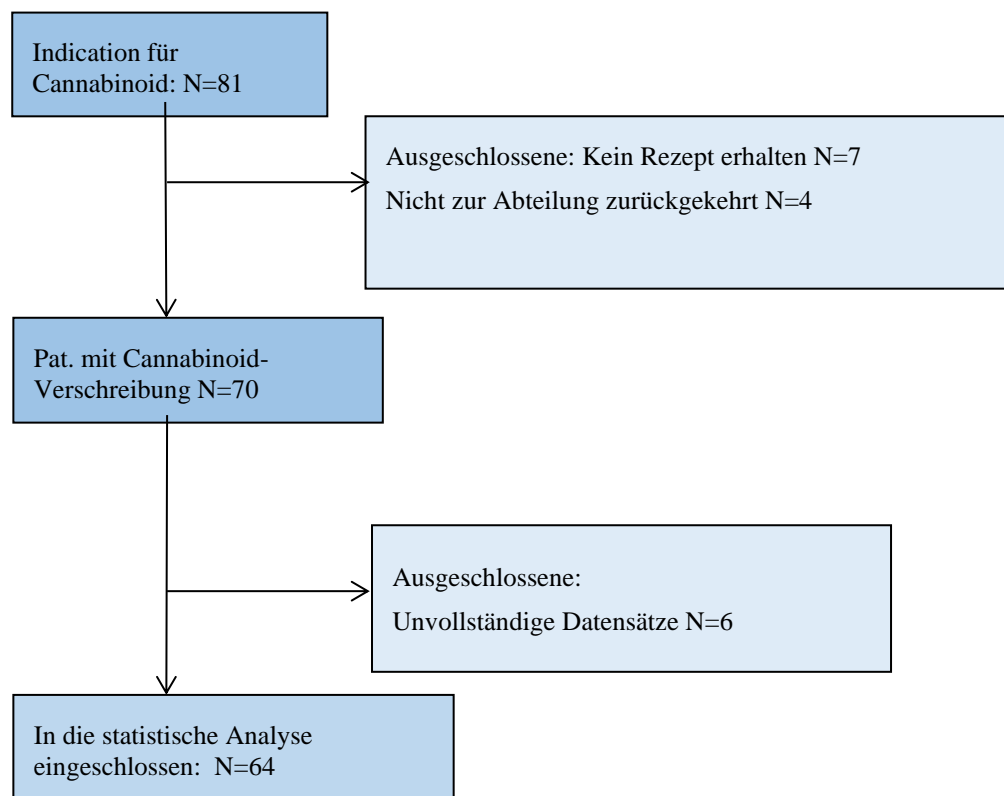 Indication für
Cannabinoid: N=81
Ausgeschlossene: Kein Rezept erhalten N=7
Nicht zur Abteilung zurückgekehrt N=4
Pat. mit Cannabinoid-
Verschreibung N=70
Ausgeschlossene:
Unvollständige Datensätze N=6
In die statistische Analyse
eingeschlossen:  N=64